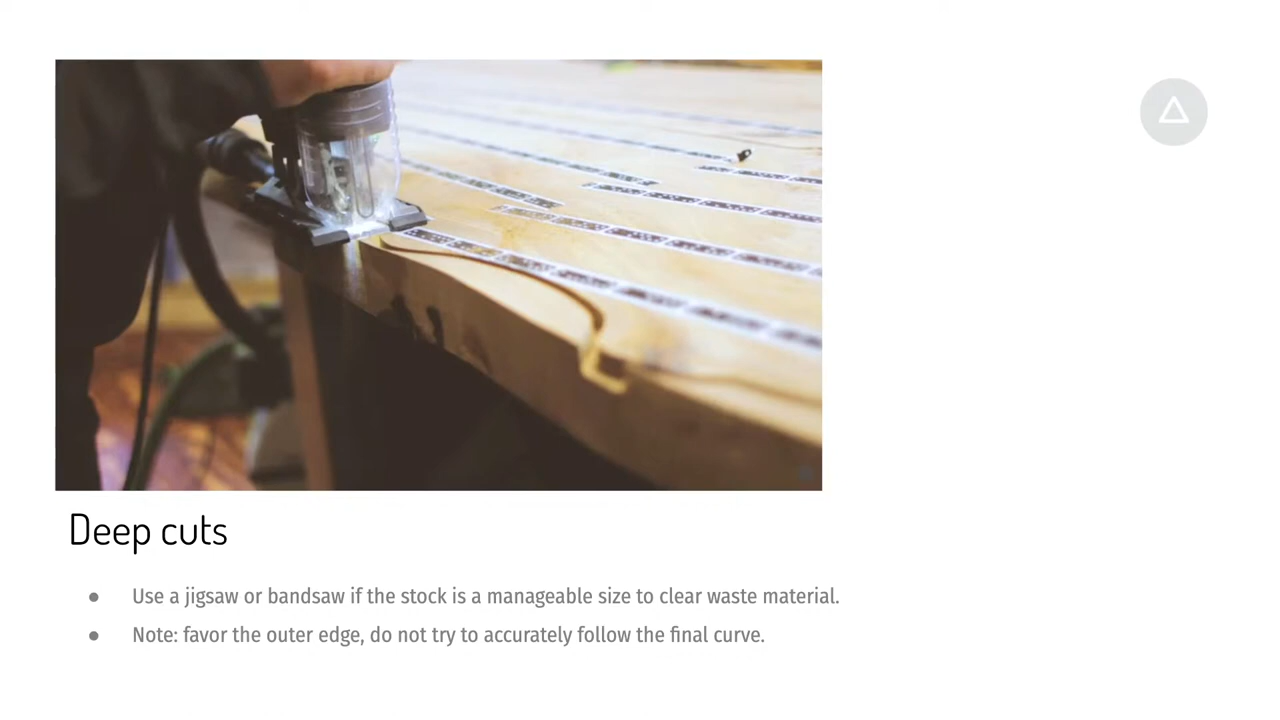 Deep cuts
● Use a jigsaw or bandsaw if the stock is a manageable size to clear waste material.
● Note: favor the outer edge, do not try to accurately follow the final curve.